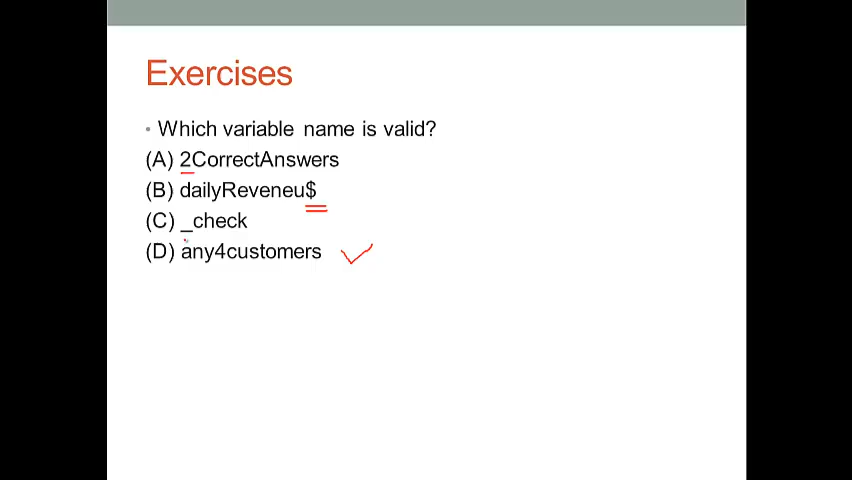 Exercises
• Which variable name is valid?
(A) 2CorrectAnswers
(B) dailyReveneu$
(C) _check
(D) any4customers